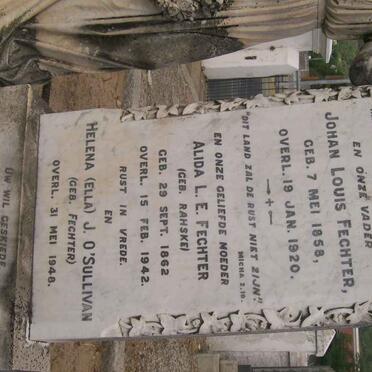 EN ONZE VADER
JOHAN LOUIS FECHTER,
GEB. 7 MEI 1858,
OVERL. 19 JAN. 1920.
"DIT LAND ZAL DE RUST NIET ZIJN"
MICHA 2.10.
EN ONZE GELIEFDE MOEDER
ALIDA L. E. FECHTER
(GEB. RAHSKE)
GEB. 29 SEPT. 1862
OVERL. 15 FEB. 1942.
RUST IN VREDE.
EN
HELENA (ELLA) J. O'SULLIVAN
(GEB. FECHTER)
OVERL. 31 MEI 1948.
UW WIL GESKIEDE